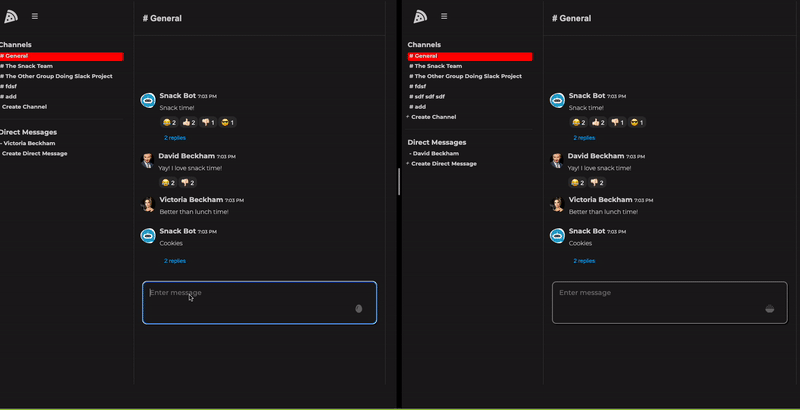 # General
Channels
# General
# The Snack Team
# The Other Group Doing Slack Project
# fdsf
# add
Create Channel
Direct Messages
- Victoria Beckham
Create Direct Message
Snack Bot 7:03 PM
Snack time!
2 2 1 1
2 replies
David Beckham 7:03 PM
Yay! I love snack time!
2 2
Victoria Beckham 7:03 PM
Better than lunch time!
Snack Bot 7:03 PM
Cookies
2 replies
Enter message
# General
Channels
# General
# The Snack Team
# The Other Group Doing Slack Project
# fdsf
# sdf sdf sdf
# add
+ Create Channel
Direct Messages
- David Beckham
+ Create Direct Message
Snack Bot 7:03 PM
Snack time!
2 2 1 1
2 replies
David Beckham 7:03 PM
Yay! I love snack time!
2 2
Victoria Beckham 7:03 PM
Better than lunch time!
Snack Bot 7:03 PM
Cookies
2 replies
Enter message